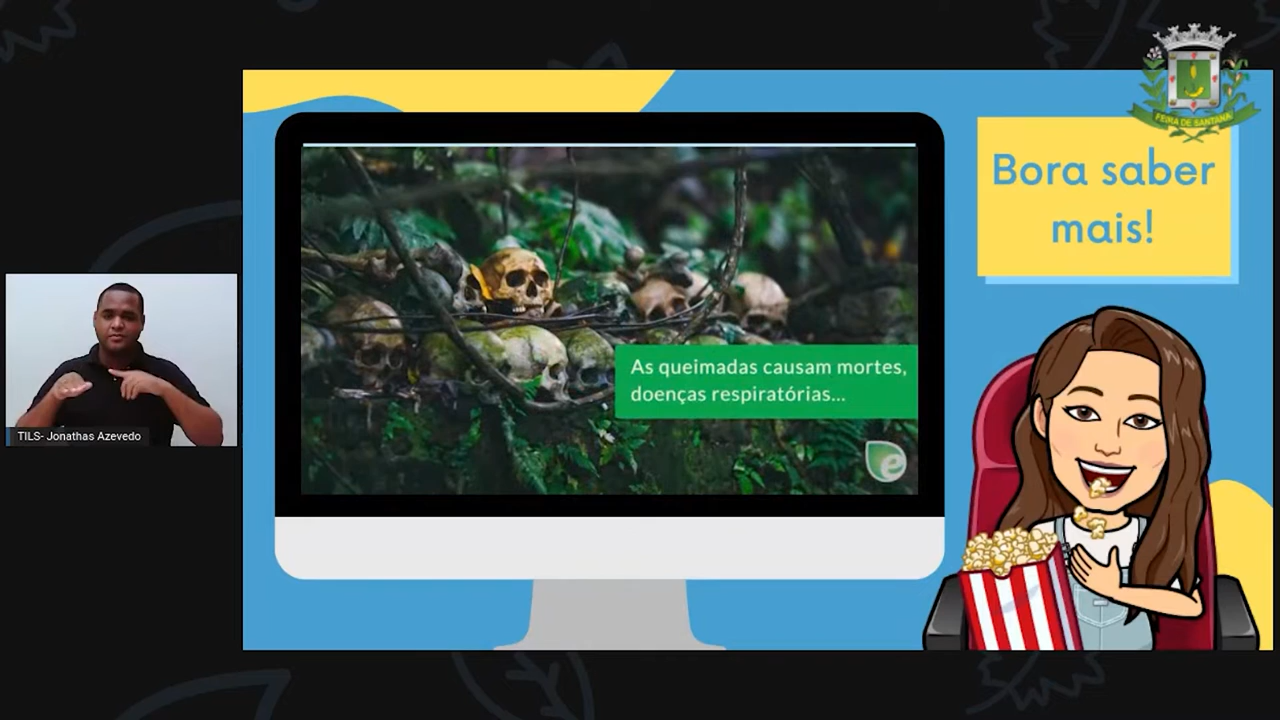 FEIRA DE SANTANA
Bora saber
mais!
As queimadas causam mortes,
doenças respiratórias...
e
TILS- Jonathas Azevedo